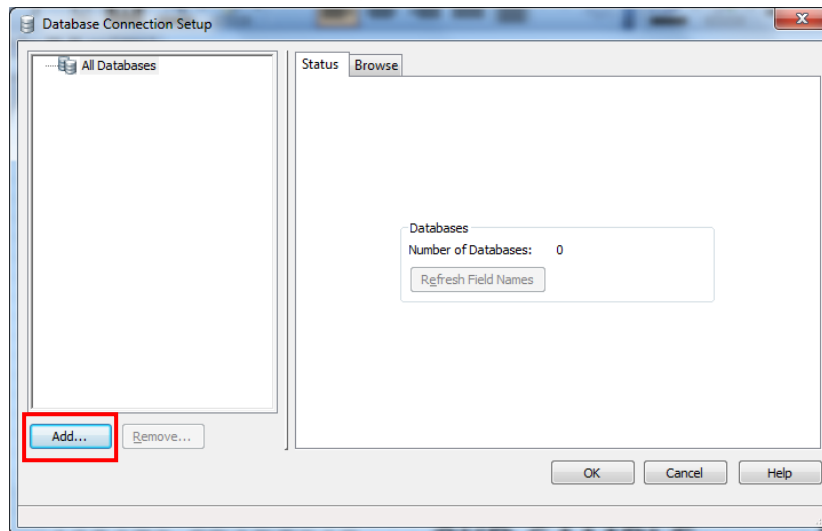 Database Connection Setup
All Databases
Status
Browse
Databases
Number of Databases: 0
Refresh Field Names
Add...
Remove...
OK
Cancel
Help